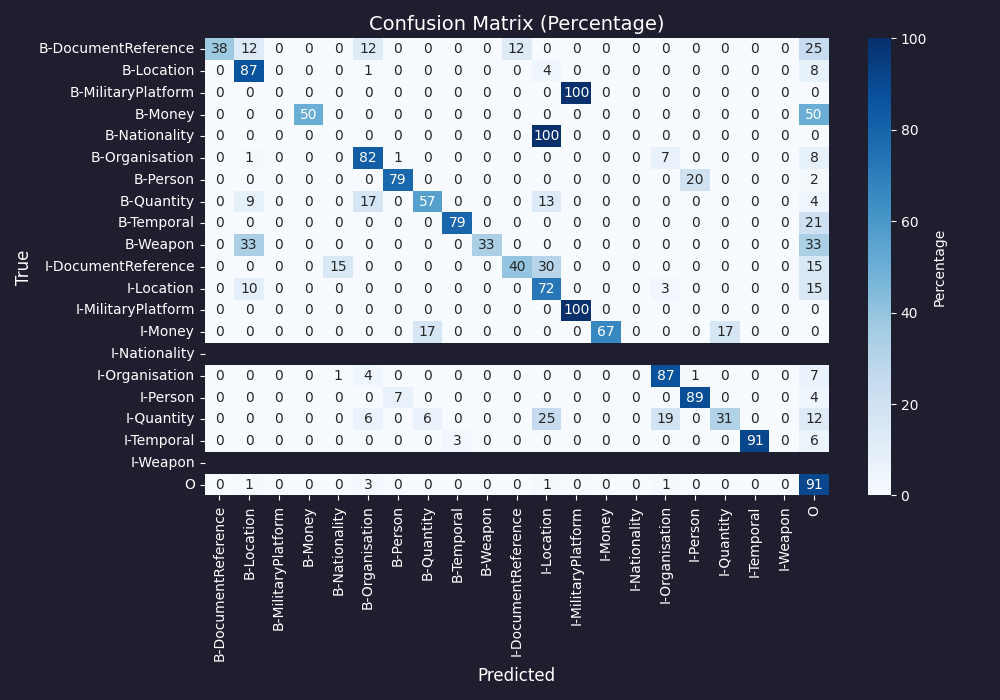 Confusion Matrix (Percentage)
B-DocumentReference 38 12 0 0 0 12 0 0 0 0 12 0 0 0 0 0 0 0 0 0 25
B-Location 0 87 0 0 0 1 0 0 0 0 0 4 0 0 0 0 0 0 0 0 8
B-MilitaryPlatform 0 0 0 0 0 0 0 0 0 0 0 0 100 0 0 0 0 0 0 0 0
B-Money 0 0 0 50 0 0 0 0 0 0 0 0 0 0 0 0 0 0 0 0 50
B-Nationality 0 0 0 0 0 0 0 0 0 0 0 100 0 0 0 0 0 0 0 0 0
B-Organisation 0 1 0 0 0 82 1 0 0 0 0 0 0 0 0 7 0 0 0 0 8
B-Person 0 0 0 0 0 0 79 0 0 0 0 0 0 0 0 0 20 0 0 0 2
B-Quantity 0 9 0 0 0 17 0 57 0 0 0 13 0 0 0 0 0 0 0 0 4
B-Temporal 0 0 0 0 0 0 0 0 79 0 0 0 0 0 0 0 0 0 0 0 21
B-Weapon 0 33 0 0 0 0 0 0 0 33 0 0 0 0 0 0 0 0 0 0 33
I-DocumentReference 0 0 0 0 15 0 0 0 0 0 40 30 0 0 0 0 0 0 0 0 15
I-Location 0 10 0 0 0 0 0 0 0 0 0 72 0 0 0 3 0 0 0 0 15
I-MilitaryPlatform 0 0 0 0 0 0 0 0 0 0 0 0 100 0 0 0 0 0 0 0 0
I-Money 0 0 0 0 0 0 0 17 0 0 0 0 0 67 0 0 0 17 0 0 0
I-Nationality
I-Organisation 0 0 0 0 1 4 0 0 0 0 0 0 0 0 0 87 1 0 0 0 7
I-Person 0 0 0 0 0 0 7 0 0 0 0 0 0 0 0 0 89 0 0 0 4
I-Quantity 0 0 0 0 0 6 0 6 0 0 0 25 0 0 0 19 0 31 0 0 12
I-Temporal 0 0 0 0 0 0 0 0 3 0 0 0 0 0 0 0 0 0 91 0 6
I-Weapon
O 0 1 0 0 0 3 0 0 0 0 0 1 0 0 0 1 0 0 0 0 91
True
B-DocumentReference
B-Location
B-MilitaryPlatform
B-Money
B-Nationality
B-Organisation
B-Person
B-Quantity
B-Temporal
B-Weapon
I-DocumentReference
I-Location
I-MilitaryPlatform
I-Money
I-Nationality
I-Organisation
I-Person
I-Quantity
I-Temporal
I-Weapon
O
Predicted
100
80
60
40
20
0
Percentage